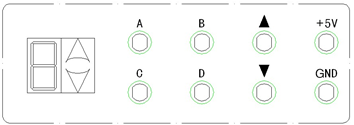 A B ▲ +5V
C D ▼ GND